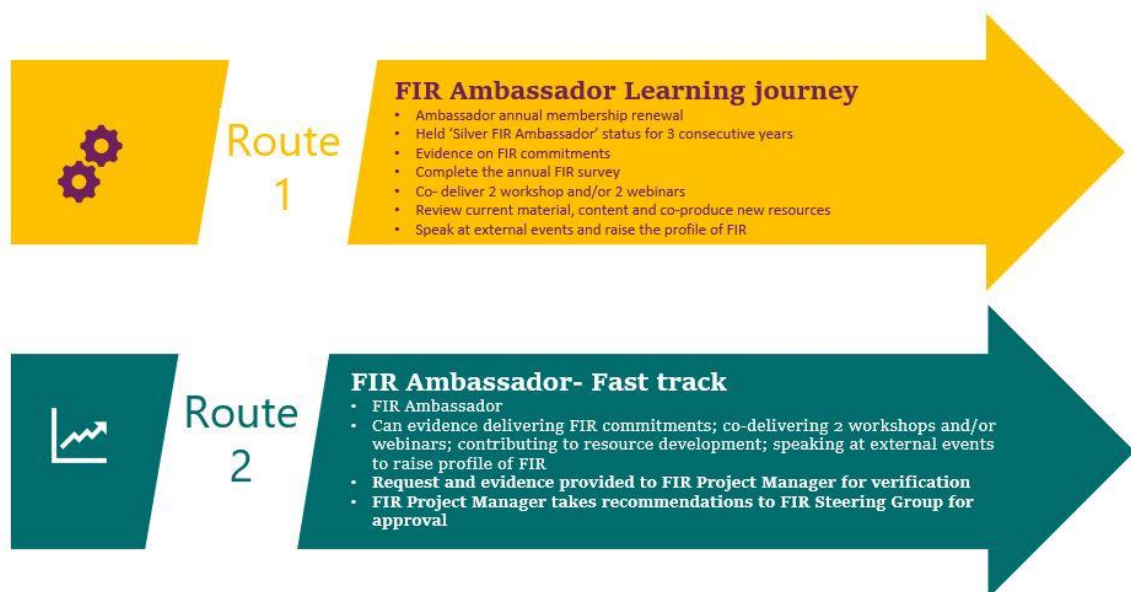 Route
1
FIR Ambassador Learning journey
• Ambassador annual membership renewal
• Held ‘Silver FIR Ambassador’ status for 3 consecutive years
• Evidence on FIR commitments
• Complete the annual FIR survey
• Co- deliver 2 workshop and/or 2 webinars
• Review current material, content and co-produce new resources
• Speak at external events and raise the profile of FIR
Route
2
FIR Ambassador- Fast track
• FIR Ambassador
• Can evidence delivering FIR commitments; co-delivering 2 workshops and/or
webinars; contributing to resource development; speaking at external events
to raise profile of FIR
• Request and evidence provided to FIR Project Manager for verification
• FIR Project Manager takes recommendations to FIR Steering Group for
approval